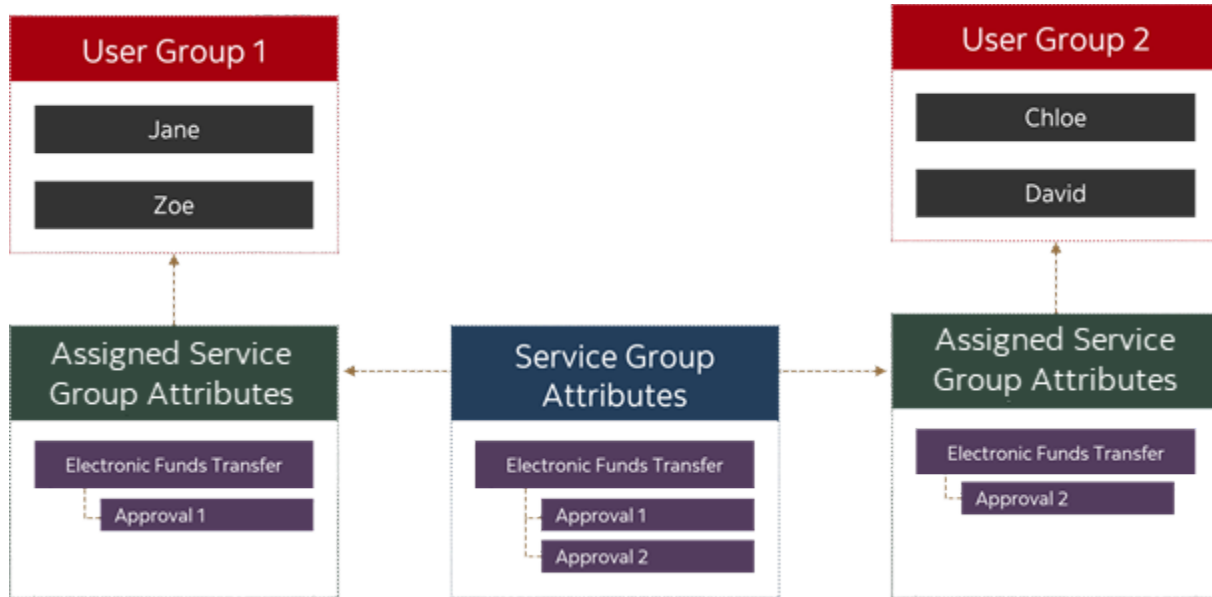 User Group 1
Jane
Zoe
User Group 2
Chloe
David
Assigned Service
Group Attributes
Electronic Funds Transfer
Approval 1
Service Group
Attributes
Electronic Funds Transfer
Approval 1
Approval 2
Assigned Service
Group Attributes
Electronic Funds Transfer
Approval 2